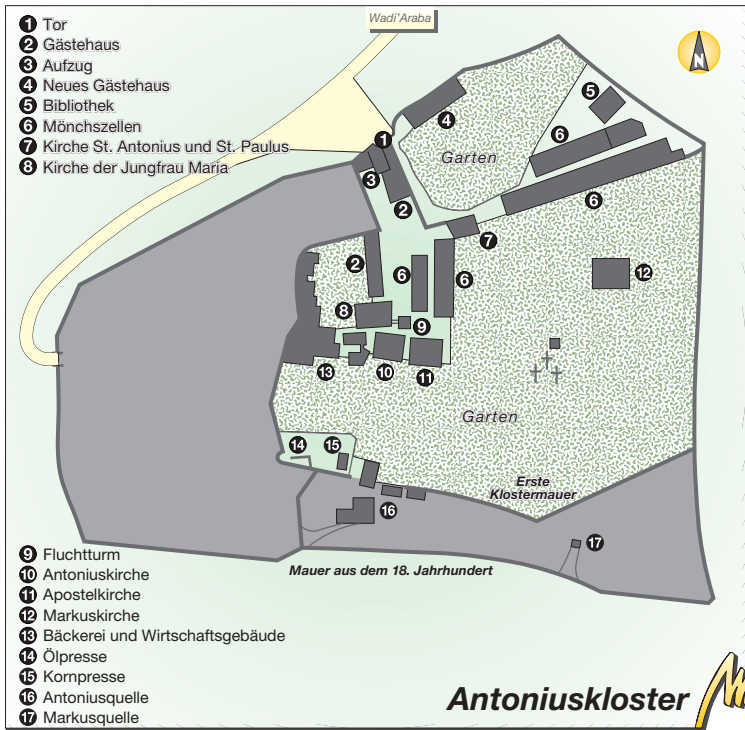 Wadi'Araba
1 Tor
2 Gästehaus
3 Aufzug
4 Neues Gästehaus
5 Bibliothek
6 Mönchszellen
7 Kirche St. Antonius und St. Paulus
8 Kirche der Jungfrau Maria
N
5
4
6
1
Garten
3
2
6
7
2
6
6
12
8
9
13
10
11
Garten
14
15
Erste
Klostermauer
16
17
Mauer aus dem 18. Jahrhundert
9 Fluchtturm
10 Antoniuskirche
11 Apostelkirche
12 Markuskirche
13 Bäckerei und Wirtschaftsgebäude
14 Ölpresse
15 Kornpresse
16 Antoniusquelle
17 Markusquelle
Antoniuskloster